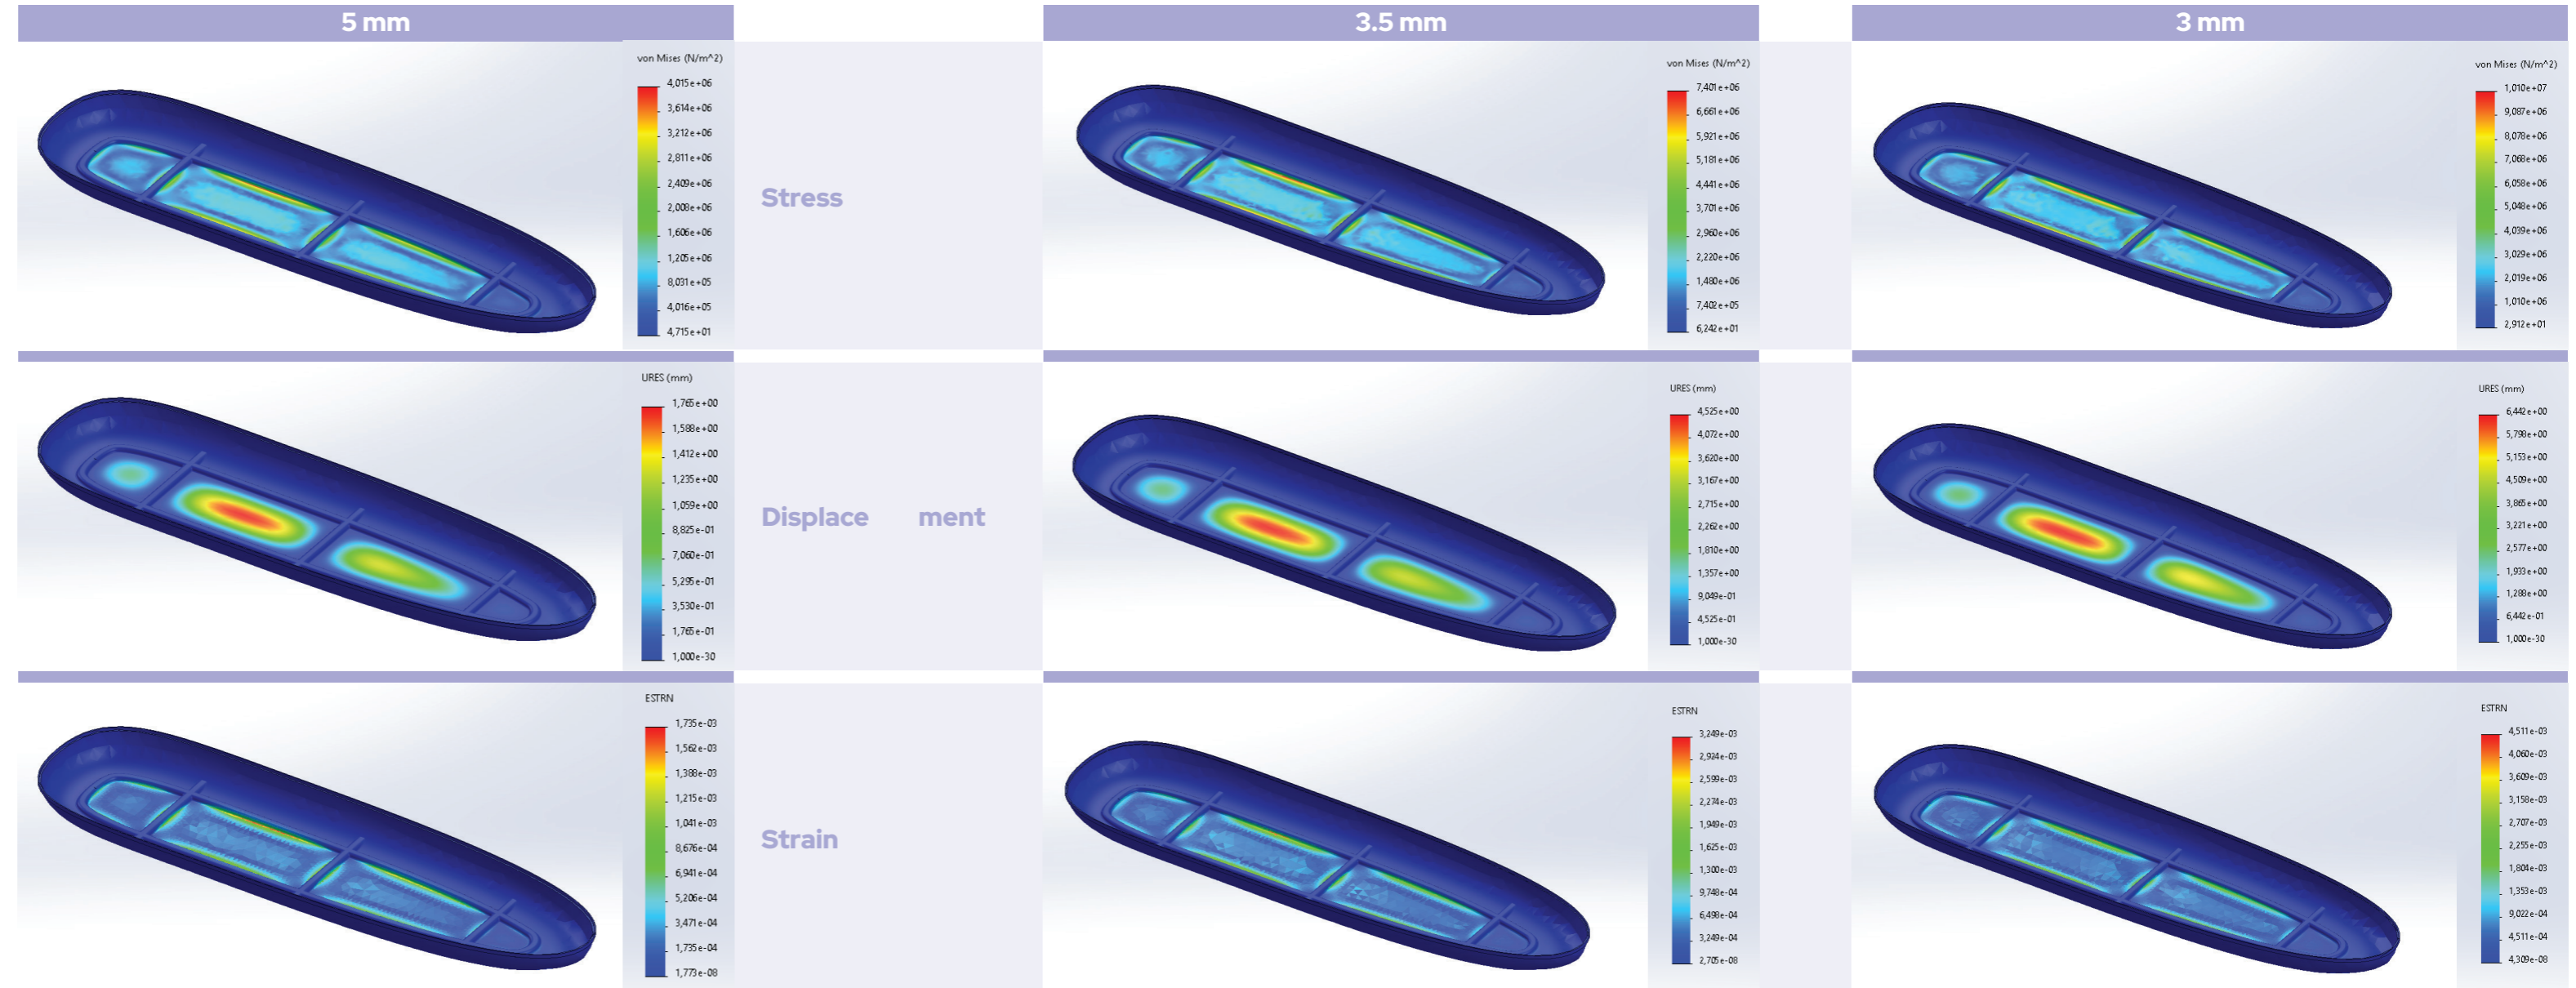 5 mm
3.5 mm
3 mm
von Mises (N/m^2)
4,015e+06
3,614e+06
3,212e+06
2,811e+06
2,409e+06
2,008e+06
1,606e+06
1,205e+06
8,031e+05
4,016e+05
4,715e+01
Stress
von Mises (N/m^2)
7,401e+06
6,661e+06
5,921e+06
5,181e+06
4,441e+06
3,701e+06
2,960e+06
2,220e+06
1,480e+06
7,402e+05
6,242e+01
von Mises (N/m^2)
1,010e+07
9,087e+06
8,078e+06
7,068e+06
6,058e+06
5,048e+06
4,039e+06
3,029e+06
2,019e+06
1,010e+06
2,912e+01
URES (mm)
1,765e+00
1,588e+00
1,412e+00
1,235e+00
1,059e+00
8,825e-01
7,060e-01
5,295e-01
3,530e-01
1,765e-01
1,000e-30
Displace ment
URES (mm)
4,525e+00
4,072e+00
3,620e+00
3,167e+00
2,715e+00
2,262e+00
1,810e+00
1,357e+00
9,049e-01
4,525e-01
1,000e-30
URES (mm)
6,442e+00
5,798e+00
5,153e+00
4,509e+00
3,865e+00
3,221e+00
2,577e+00
1,933e+00
1,288e+00
6,442e-01
1,000e-30
ESTRN
1,735e-03
1,562e-03
1,388e-03
1,215e-03
1,041e-03
8,676e-04
6,941e-04
5,206e-04
3,471e-04
1,735e-04
1,773e-08
Strain
ESTRN
3,249e-03
2,924e-03
2,599e-03
2,274e-03
1,949e-03
1,625e-03
1,300e-03
9,748e-04
6,498e-04
3,249e-04
2,705e-08
ESTRN
4,511e-03
4,060e-03
3,609e-03
3,158e-03
2,707e-03
2,255e-03
1,804e-03
1,353e-03
9,022e-04
4,511e-04
4,309e-08